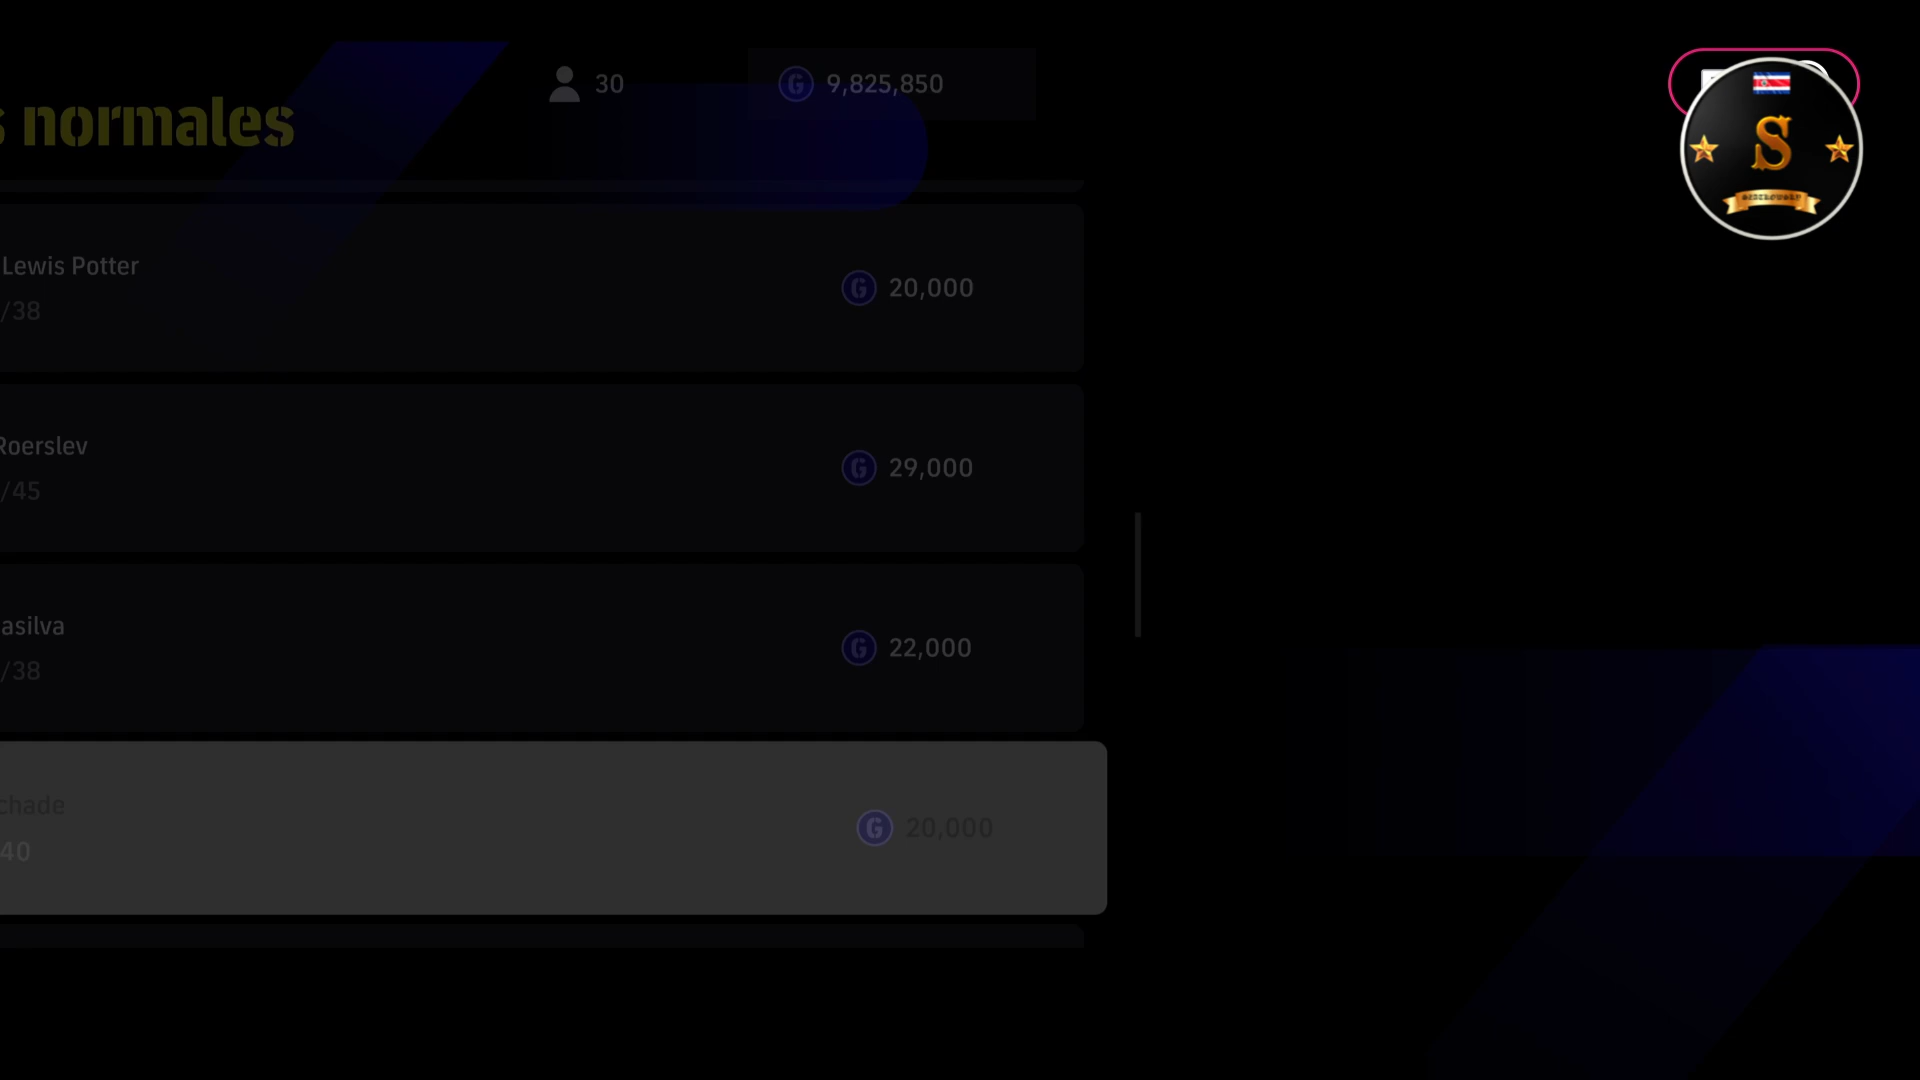 s normales
30
9,825,850
Lewis Potter
/38
20,000
Roerslev
/45
29,000
asilva
/38
22,000
chade
40
20,000
S